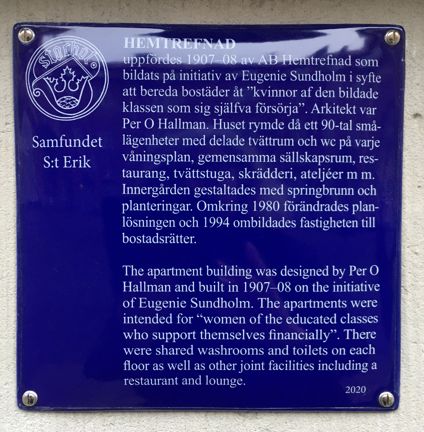 HEMTREFNAD
uppfördes 1907–08 av AB Hemtrefnad som
bildats på initiativ av Eugenie Sundholm i syfte
att bereda bostäder åt ”kvinnor af den bildade
klassen som sig själfva försörja”. Arkitekt var
Per O Hallman. Huset rymde då ett 90-tal små-
lägenheter med delade tvättrum och wc på varje
våningsplan, gemensamma sällskapsrum, res-
taurang, tvättstuga, skrädderi, ateljéer m m.
Innergården gestaltades med springbrunn och
planteringar. Omkring 1980 förändrades plan-
lösningen och 1994 ombildades fastigheten till
bostadsrätter.
The apartment building was designed by Per O
Hallman and built in 1907–08 on the initiative
of Eugenie Sundholm. The apartments were
intended for “women of the educated classes
who support themselves financially”. There
were shared washrooms and toilets on each
floor as well as other joint facilities including a
restaurant and lounge.
2020
Samfundet
S:t Erik